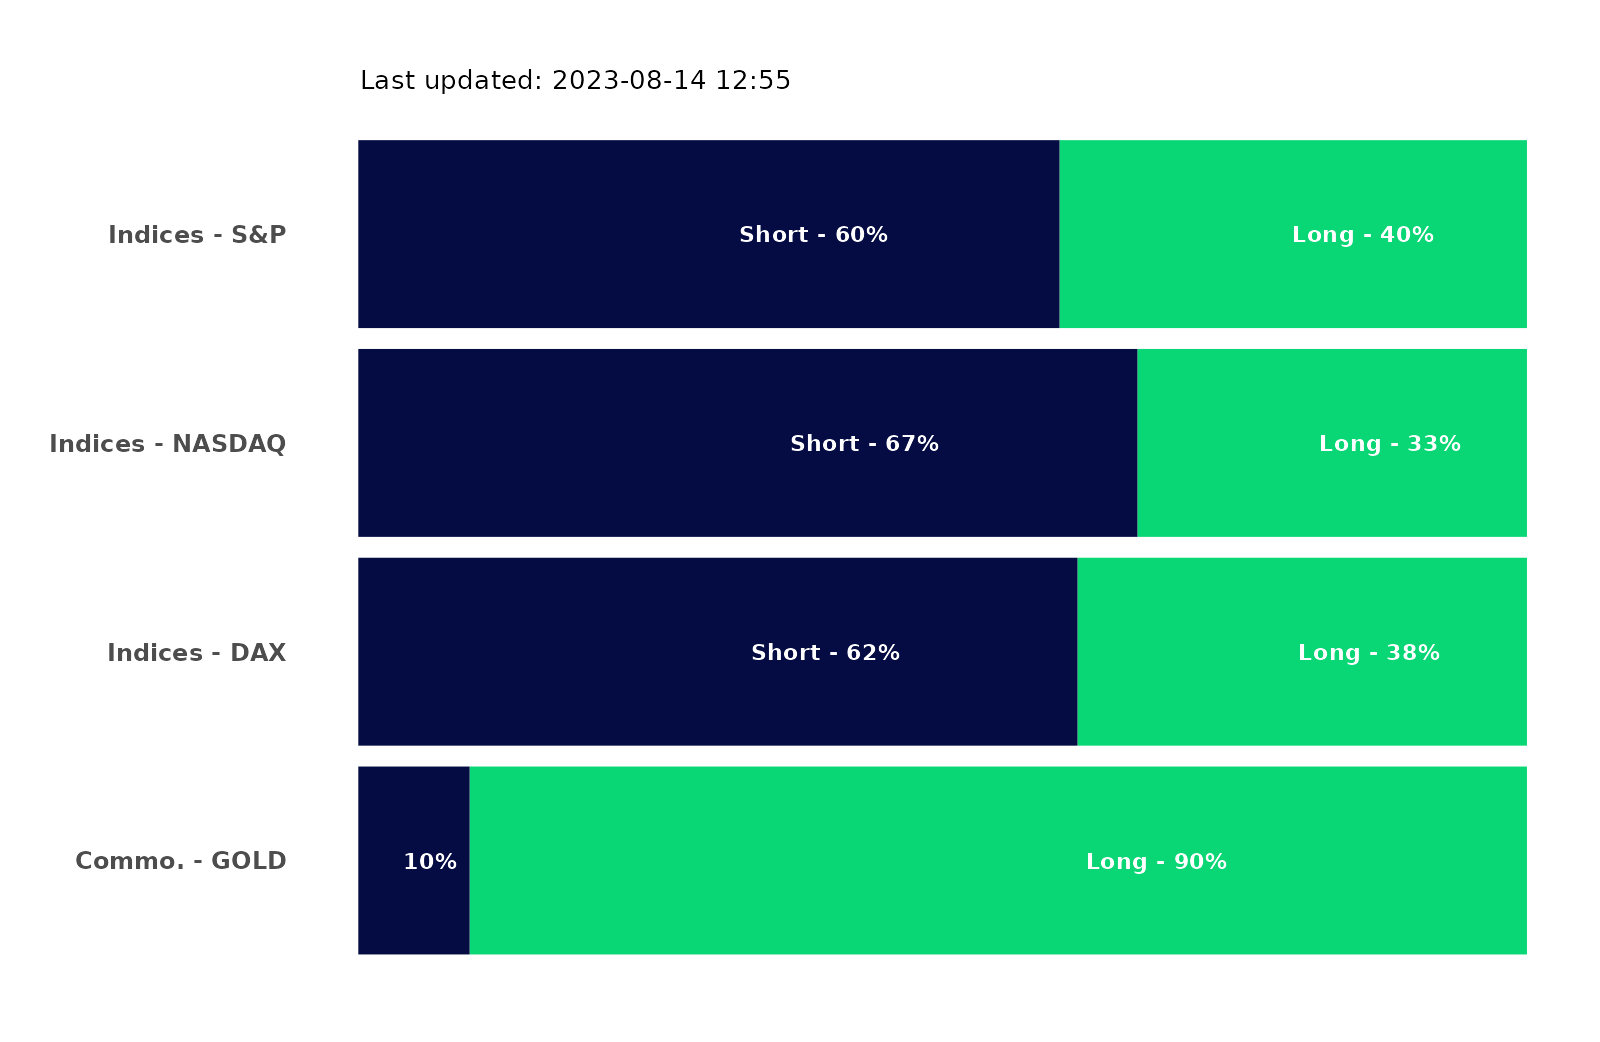 Last updated: 2023-08-14 12:55
Indices - S&P Short - 60% Long - 40%
Indices - NASDAQ Short - 67% Long - 33%
Indices - DAX Short - 62% Long - 38%
Commo. - GOLD 10% Long - 90%